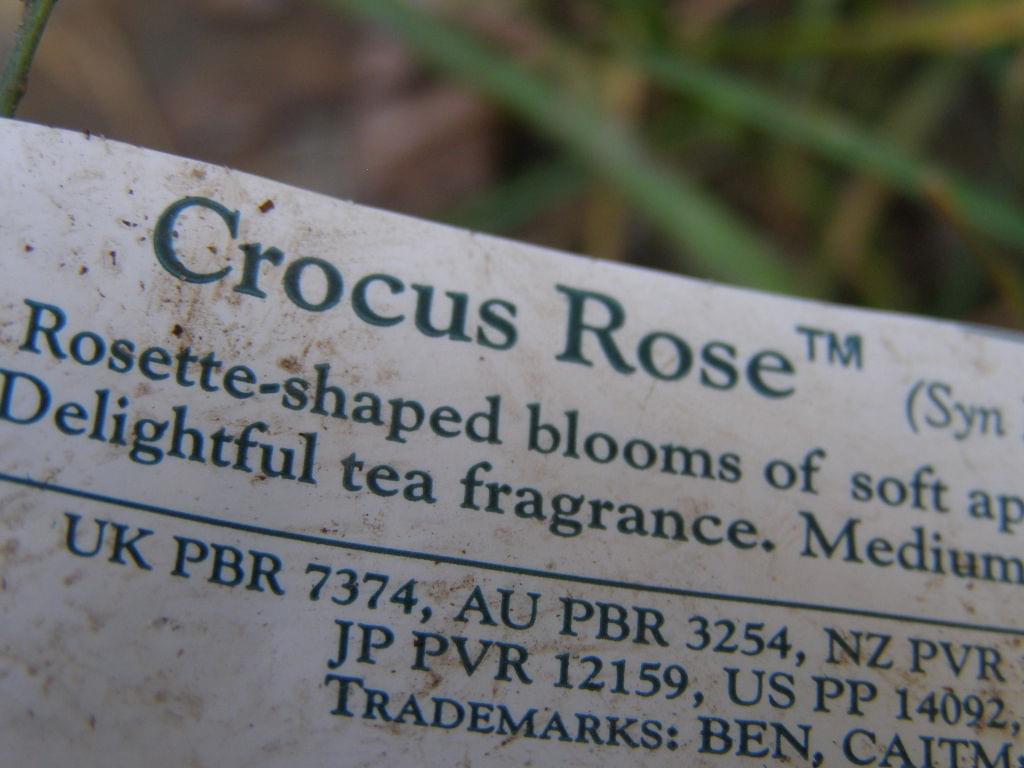 Crocus Rose™ (Syn
Rosette-shaped blooms of soft ap
Delightful tea fragrance. Medium
UK PBR 7374, AU PBR 3254, NZ PVR
JP PVR 12159, US PP 14092,
TRADEMARKS: BEN, CAITM